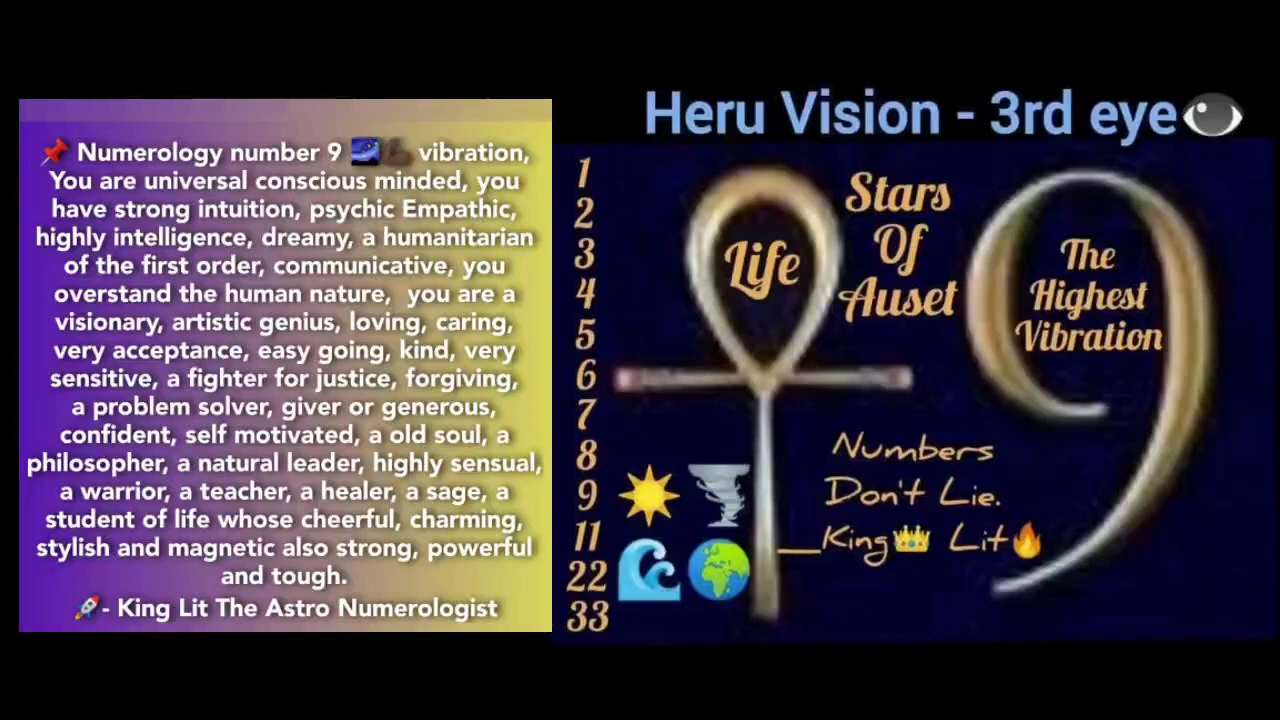 📌 Numerology number 9 🌌💪🏿 vibration,
You are universal conscious minded, you
have strong intuition, psychic Empathic,
highly intelligence, dreamy, a humanitarian
of the first order, communicative, you
overstand the human nature, you are a
visionary, artistic genius, loving, caring,
very acceptance, easy going, kind, very
sensitive, a fighter for justice, forgiving,
a problem solver, giver or generous,
confident, self motivated, a old soul, a
philosopher, a natural leader, highly sensual,
a warrior, a teacher, a healer, a sage, a
student of life whose cheerful, charming,
stylish and magnetic also strong, powerful
and tough.
🚀- King Lit The Astro Numerologist
Heru Vision - 3rd eye👁
1
2
3
4
5
6
7
8
9
11
22
33
Life
Stars
Of
Auset
9
The
Highest
Vibration
Numbers
Don't Lie.
__King👑 Lit🔥